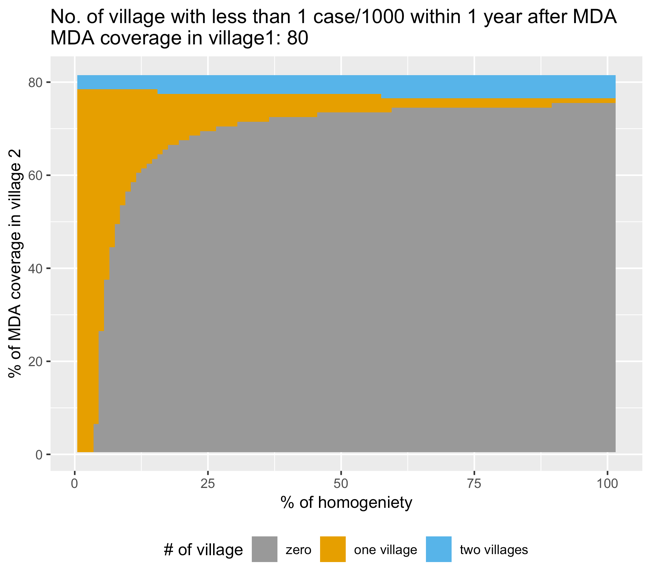 No. of village with less than 1 case/1000 within 1 year after MDA
MDA coverage in village1: 80
% of MDA coverage in village 2
80
60
40
20
0
0 25 50 75 100
% of homogeniety
# of village zero one village two villages